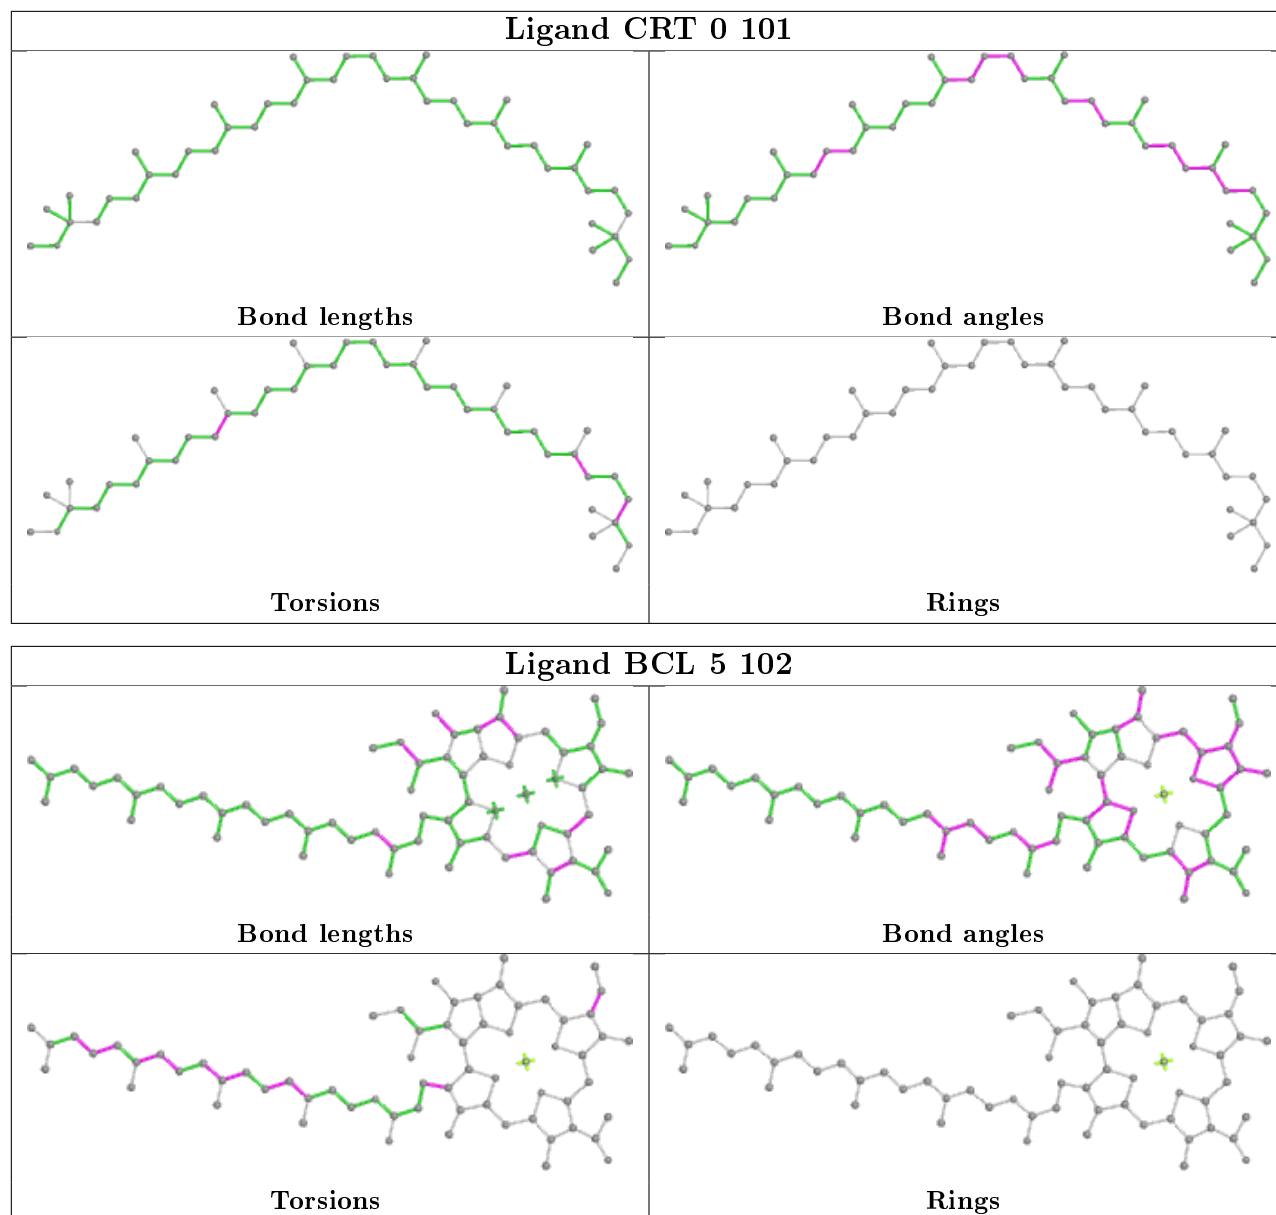 Ligand CRT 0 101
Bond lengths
Bond angles
Torsions
Rings
Ligand BCL 5 102
Bond lengths
Bond angles
Torsions
Rings